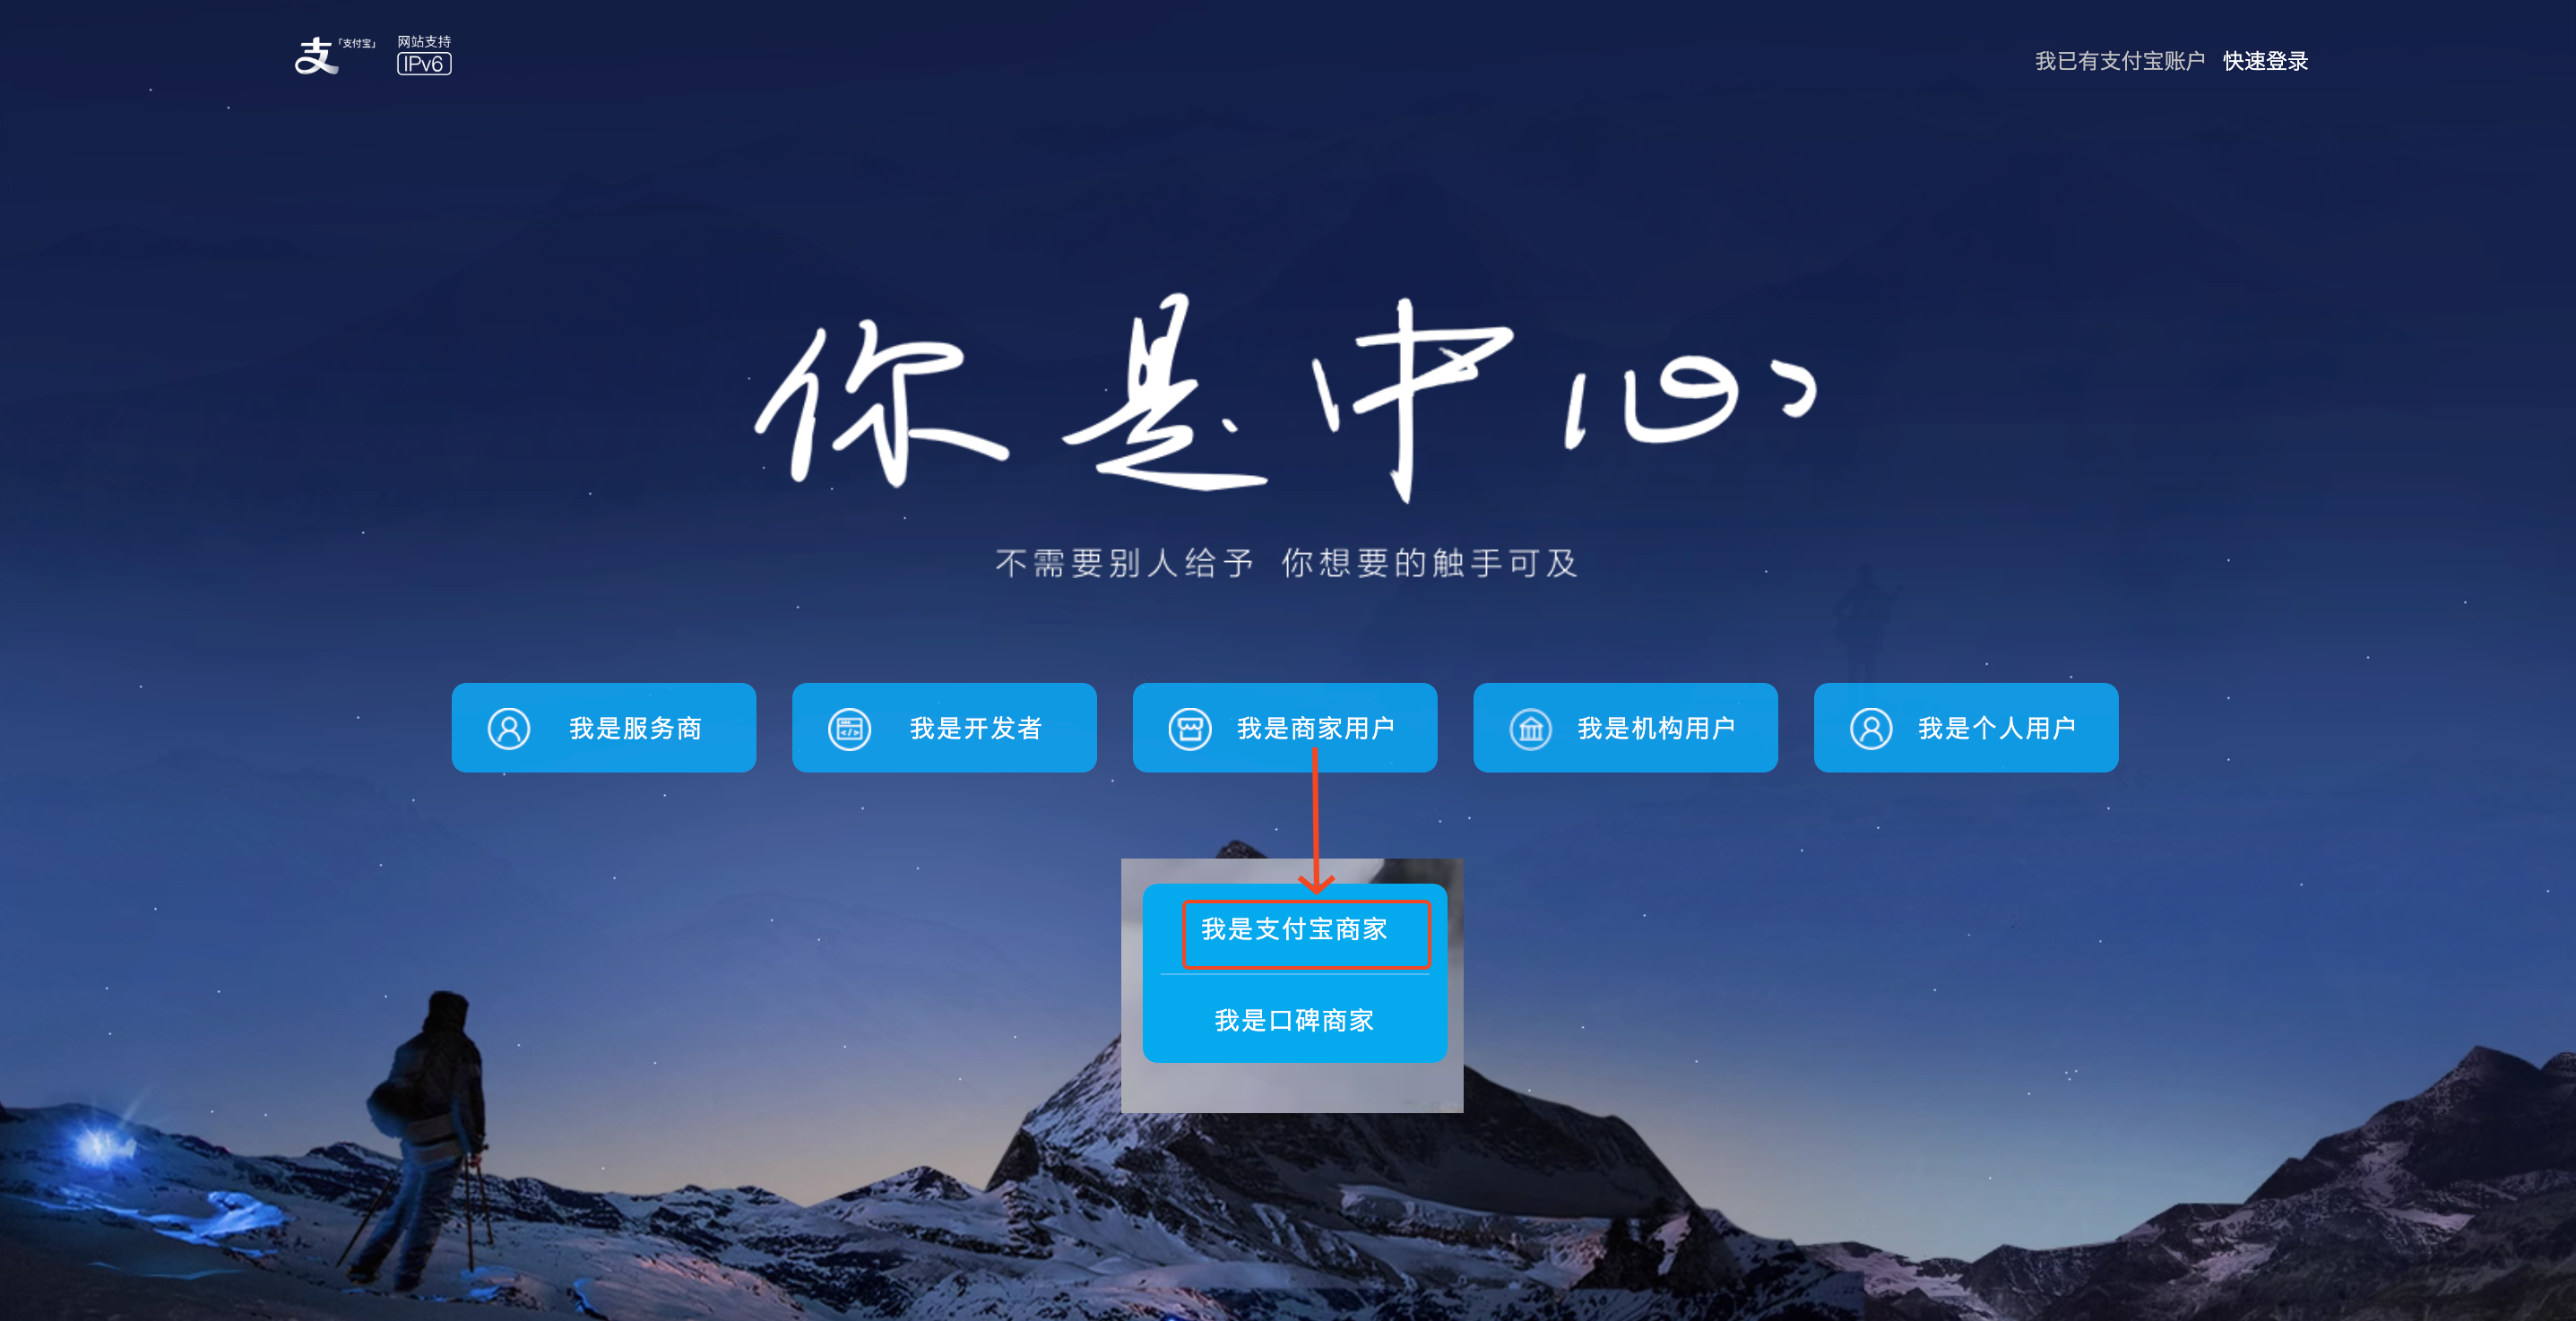 支「支付宝」
网站支持
IPv6
我已有支付宝账户 快速登录
你是中心
不需要别人给予 你想要的触手可及
我是服务商
我是开发者
我是商家用户
我是机构用户
我是个人用户
我是支付宝商家
我是口碑商家